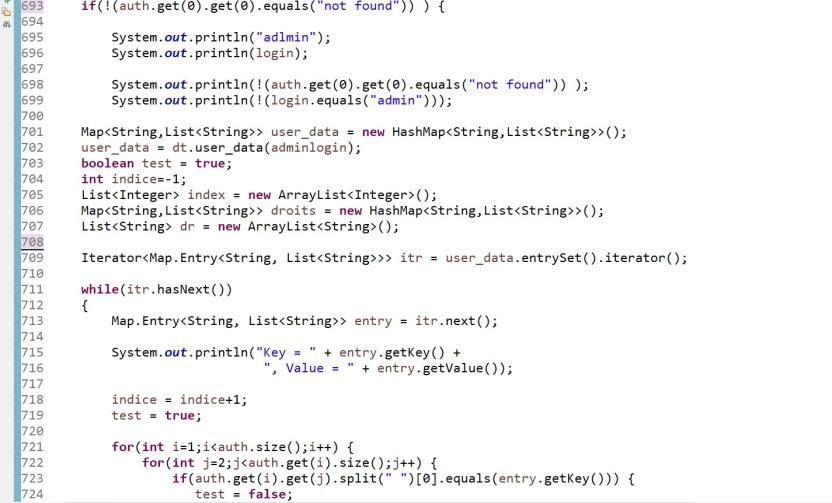 693 if(!(auth.get(0).get(0).equals("not found")) ) {
694
695 System.out.println("adlmin");
696 System.out.println(login);
697
698 System.out.println(!(auth.get(0).get(0).equals("not found")) );
699 System.out.println(!(login.equals("admin")));
700
701 Map<String,List<String>> user_data = new HashMap<String,List<String>>();
702 user_data = dt.user_data(adminlogin);
703 boolean test = true;
704 int indice=-1;
705 List<Integer> index = new ArrayList<Integer>();
706 Map<String,List<String>> droits = new HashMap<String,List<String>>();
707 List<String> dr = new ArrayList<String>();
708
709 Iterator<Map.Entry<String, List<String>>> itr = user_data.entrySet().iterator();
710
711 while(itr.hasNext())
712 {
713 Map.Entry<String, List<String>> entry = itr.next();
714
715 System.out.println("Key = " + entry.getKey() +
716 ", Value = " + entry.getValue());
717
718 indice = indice+1;
719 test = true;
720
721 for(int i=1;i<auth.size();i++) {
722 for(int j=2;j<auth.get(i).size();j++) {
723 if(auth.get(i).get(j).split(" ")[0].equals(entry.getKey())) {
724 test = false;